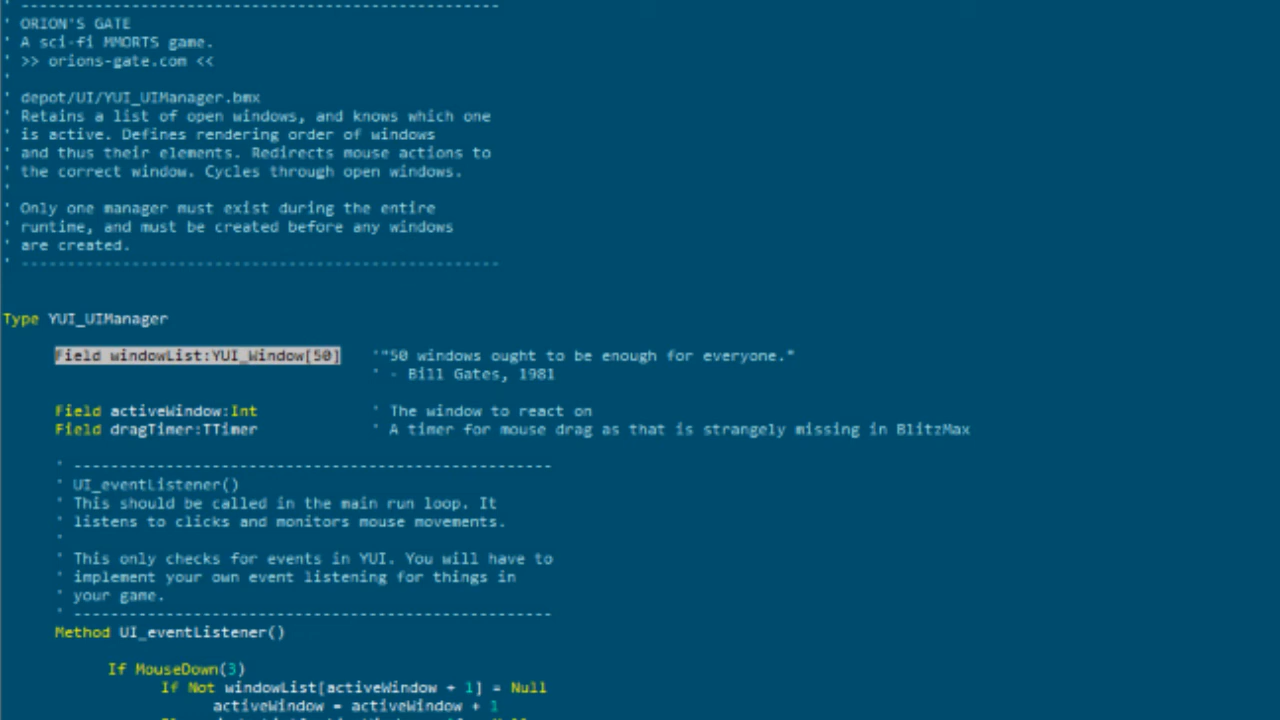 ' ---------------------------------------------------
' ORION'S GATE
' A sci-fi MMORTS game.
' >> orions-gate.com <<
'
' depot/UI/YUI_UIManager.bmx
' Retains a list of open windows, and knows which one
' is active. Defines rendering order of windows
' and thus their elements. Redirects mouse actions to
' the correct window. Cycles through open windows.
'
' Only one manager must exist during the entire
' runtime, and must be created before any windows
' are created.
' ---------------------------------------------------
Type YUI_UIManager
Field windowList:YUI_Window[50] '"50 windows ought to be enough for everyone."
' - Bill Gates, 1981
Field activeWindow:Int ' The window to react on
Field dragTimer:TTimer ' A timer for mouse drag as that is strangely missing in BlitzMax
' ---------------------------------------------------
' UI_eventListener()
' This should be called in the main run loop. It
' listens to clicks and monitors mouse movements.
'
' This only checks for events in YUI. You will have to
' implement your own event listening for things in
' your game.
' ---------------------------------------------------
Method UI_eventListener()
If MouseDown(3)
If Not windowList[activeWindow + 1] = Null
activeWindow = activeWindow + 1